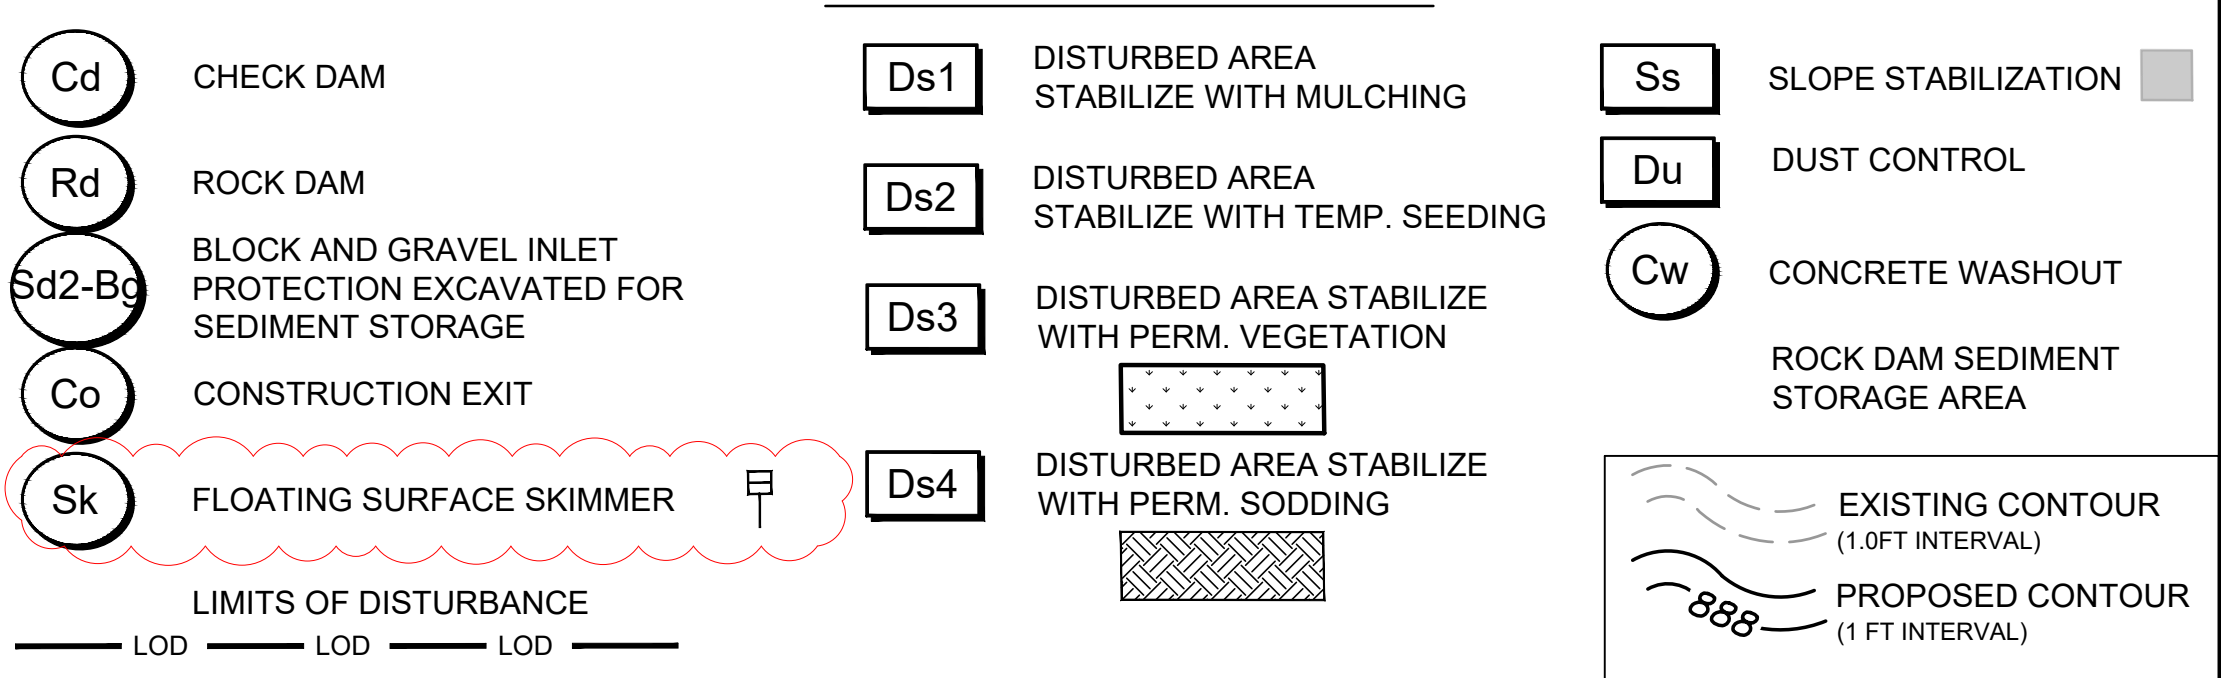 Cd
CHECK DAM
Rd
ROCK DAM
Sd2-Bg
BLOCK AND GRAVEL INLET
PROTECTION EXCAVATED FOR
SEDIMENT STORAGE
Co
CONSTRUCTION EXIT
Sk
FLOATING SURFACE SKIMMER
LIMITS OF DISTURBANCE
LOD LOD LOD
Ds1
DISTURBED AREA
STABILIZE WITH MULCHING
Ds2
DISTURBED AREA
STABILIZE WITH TEMP. SEEDING
Ds3
DISTURBED AREA STABILIZE
WITH PERM. VEGETATION
Ds4
DISTURBED AREA STABILIZE
WITH PERM. SODDING
Ss
SLOPE STABILIZATION
Du
DUST CONTROL
Cw
CONCRETE WASHOUT
ROCK DAM SEDIMENT
STORAGE AREA
EXISTING CONTOUR
(1.0FT INTERVAL)
888
PROPOSED CONTOUR
(1 FT INTERVAL)